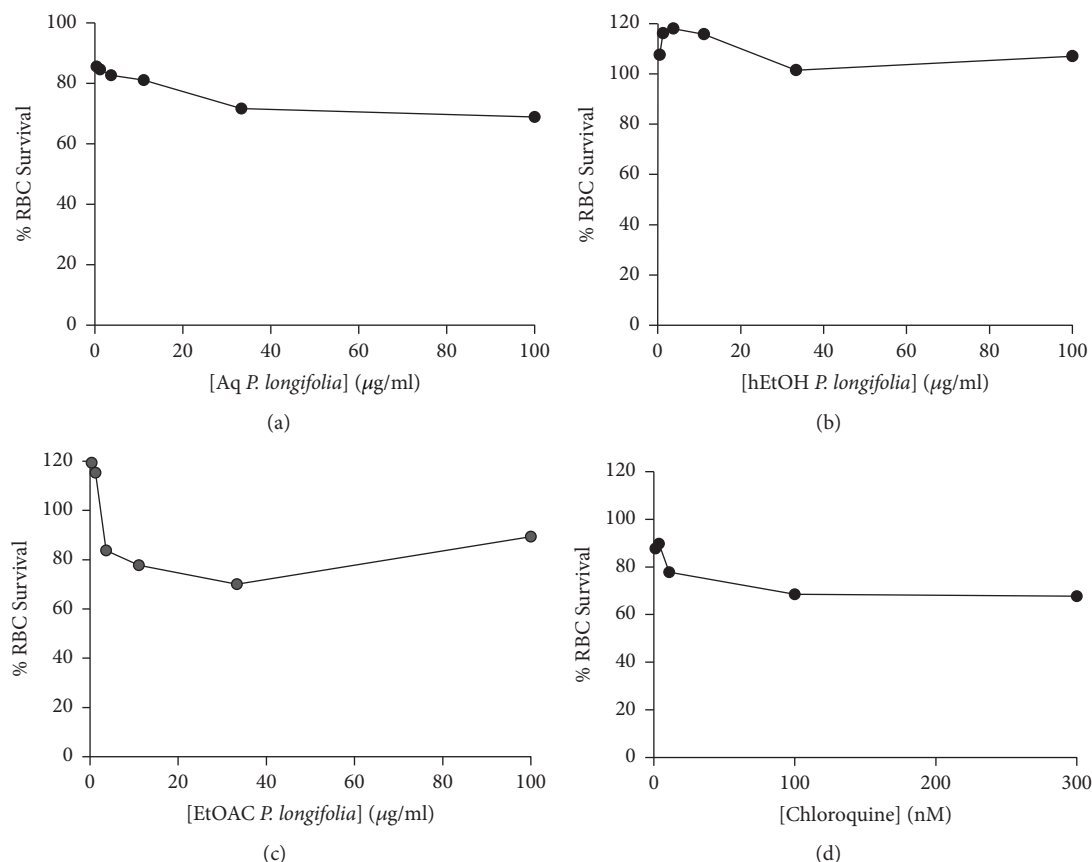 100
80
60
40
20
0
% RBC Survival
0 20 40 60 80 100
[Aq P. longifolia] (μg/ml)
(a)
120
100
80
60
40
20
0
% RBC Survival
0 20 40 60 80 100
[hEtOH P. longifolia] (μg/ml)
(b)
120
100
80
60
40
20
0
% RBC Survival
0 20 40 60 80 100
[EtOAC P. longifolia] (μg/ml)
(c)
120
100
80
60
40
20
0
% RBC Survival
0 100 200 300
[Chloroquine] (nM)
(d)